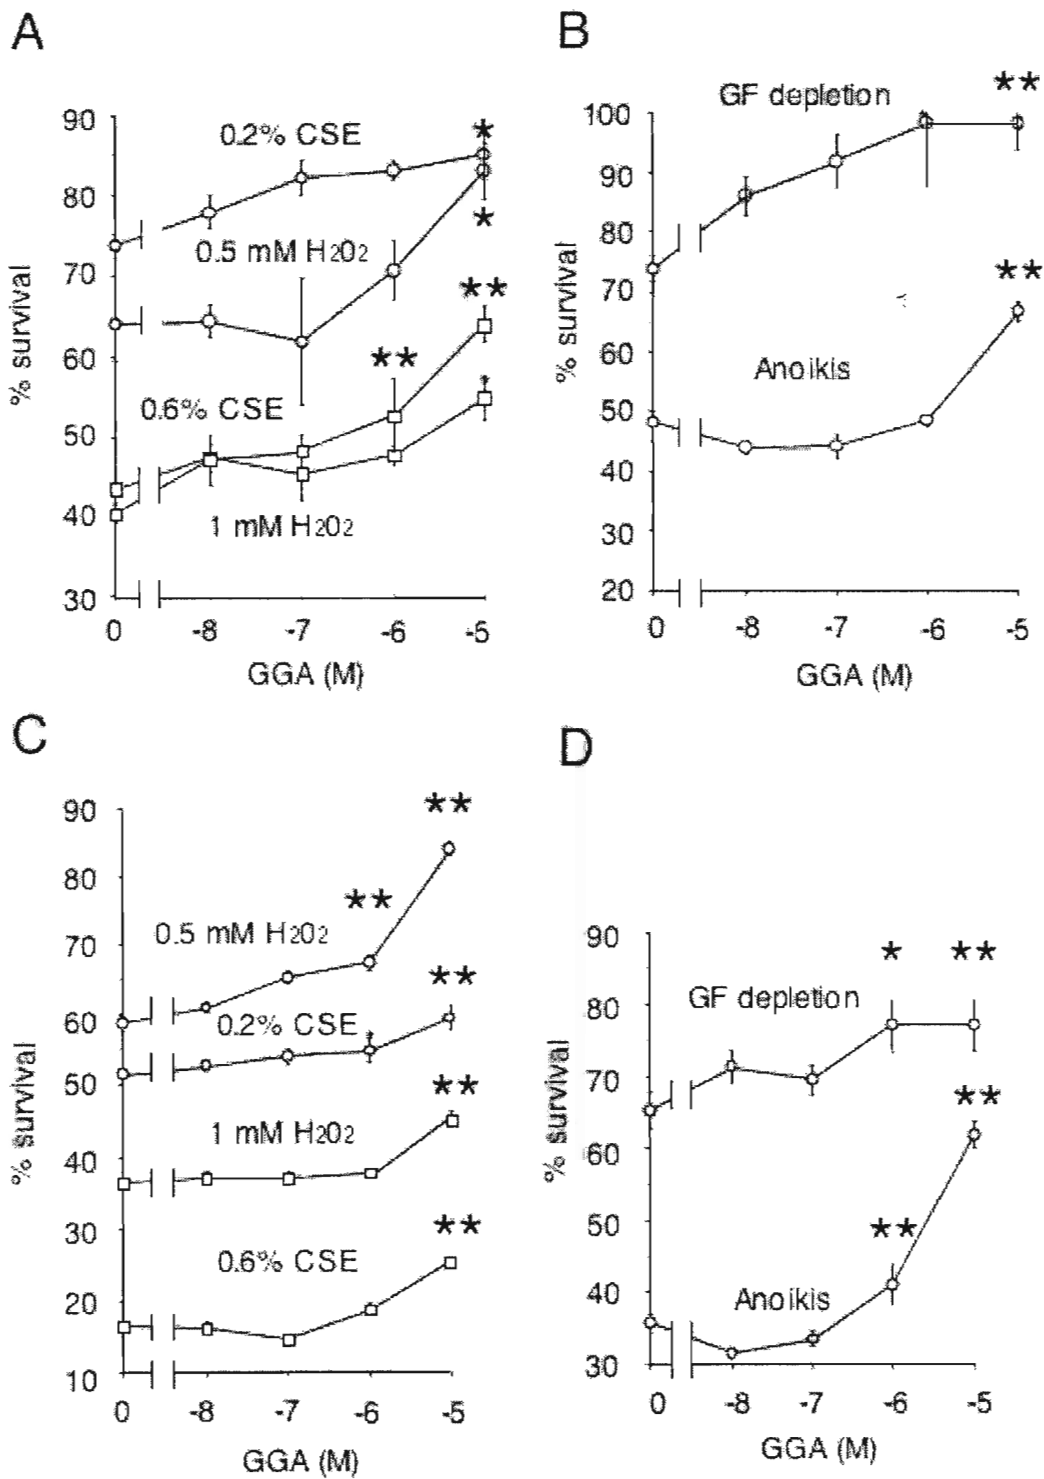 A
90
80
70
60
50
40
30
% survival
0.2% CSE
★
0.5 mM H2O2
★
★★
★★
0.6% CSE
*
1 mM H2O2
0 -8 -7 -6 -5
GGA (M)
B
100
90
80
70
60
50
40
30
20
% survival
GF depletion
★★
★★
Anoikis
0 -8 -7 -6 -5
GGA (M)
C
90
80
70
60
50
40
30
20
10
% survival
★★
★★
0.5 mM H2O2
★★
0.2% CSE
*
★★
1 mM H2O2
★★
0.6% CSE
0 -8 -7 -6 -5
GGA (M)
D
90
80
70
60
50
40
30
% survival
★ ★★
GF depletion
★★
★★
Anoikis
0 -8 -7 -6 -5
GGA (M)